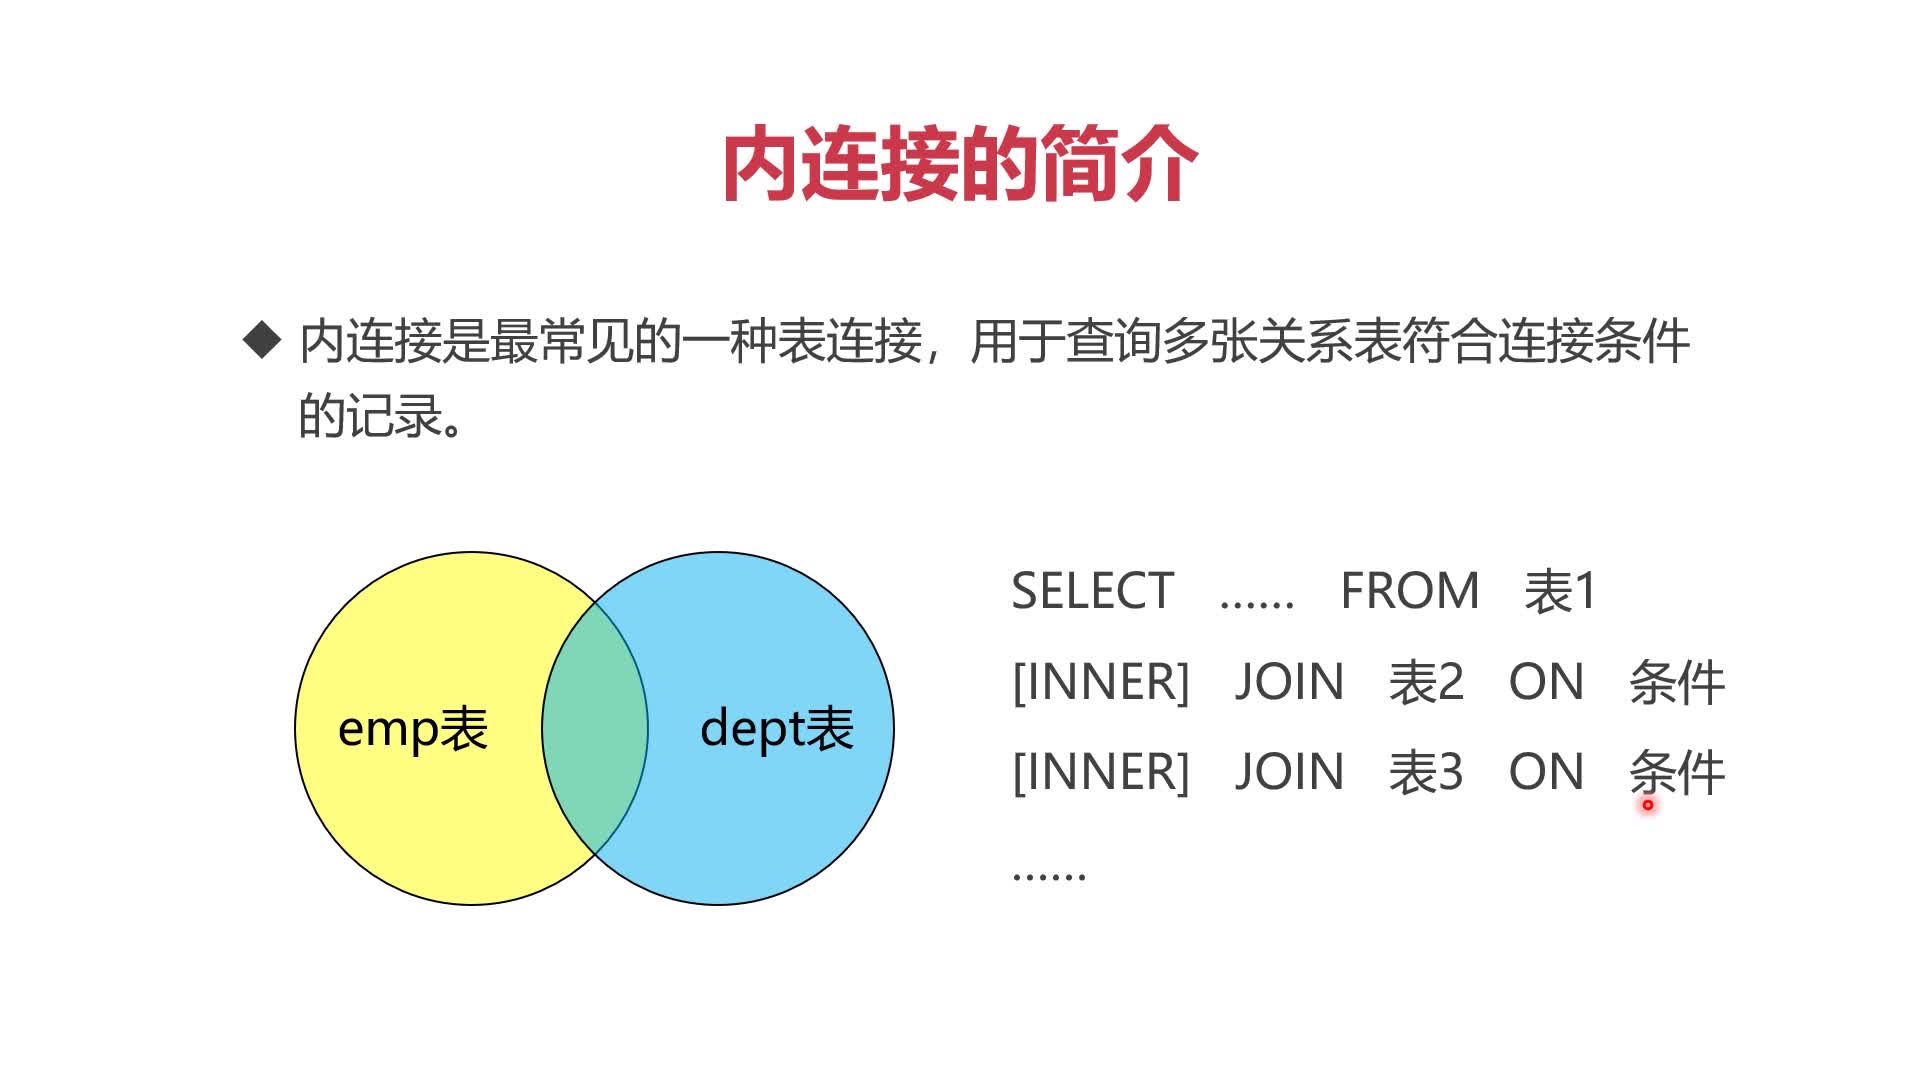 内连接的简介
◆ 内连接是最常见的一种表连接，用于查询多张关系表符合连接条件
的记录。
emp表
dept表
SELECT …… FROM 表1
[INNER] JOIN 表2 ON 条件
[INNER] JOIN 表3 ON 条件
……